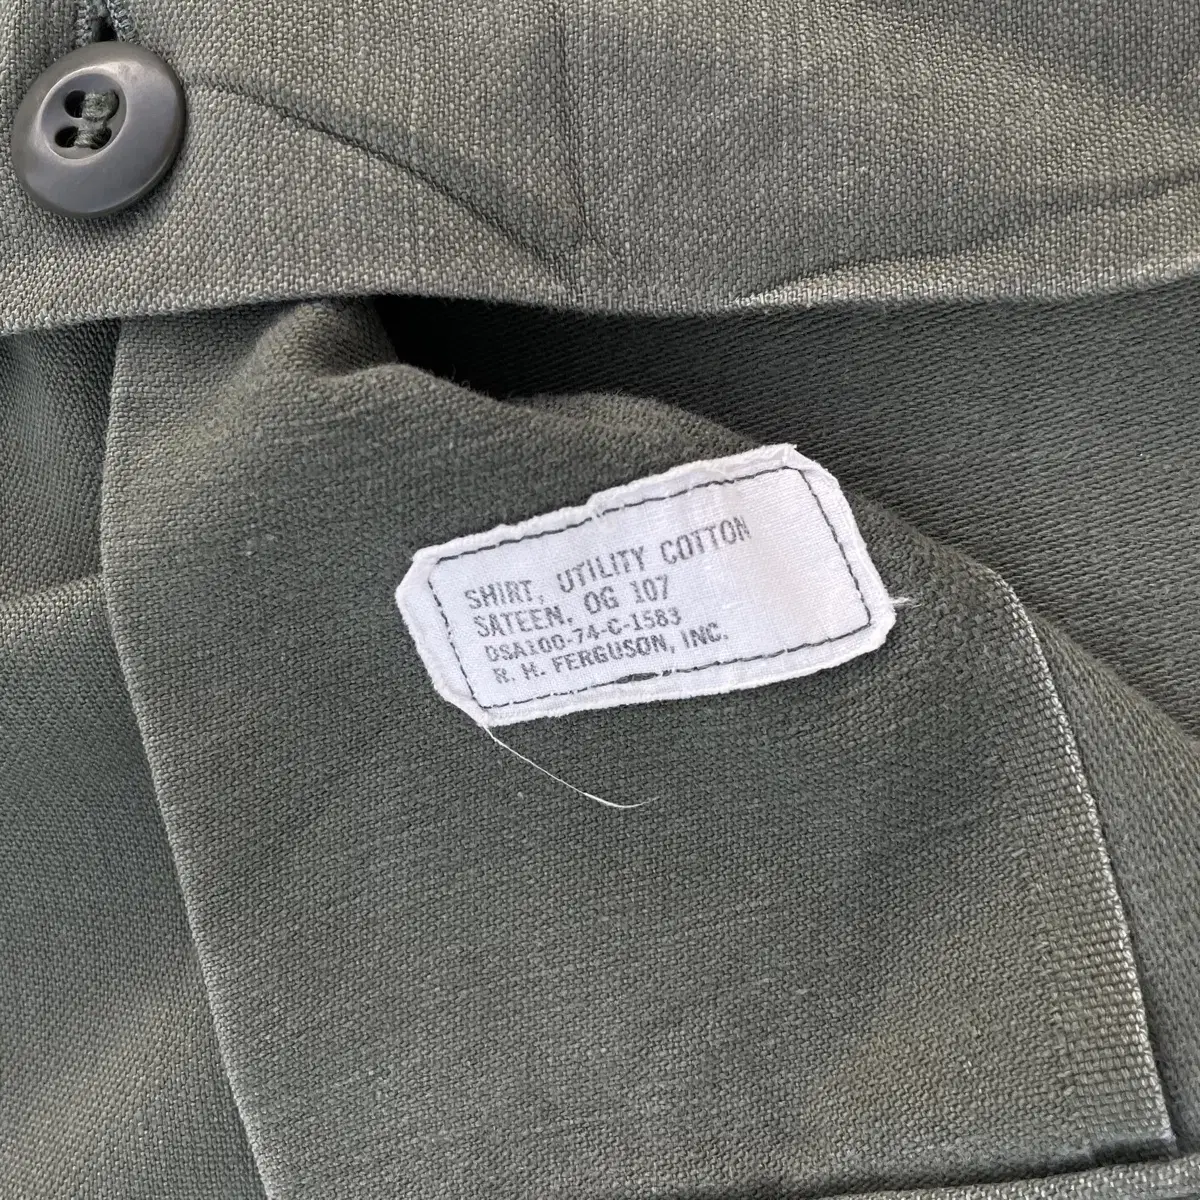 SHIRT, UTILITY COTTON
SATEEN, OG 107
DSA100-74-C-1583
R. H. FERGUSON, INC.